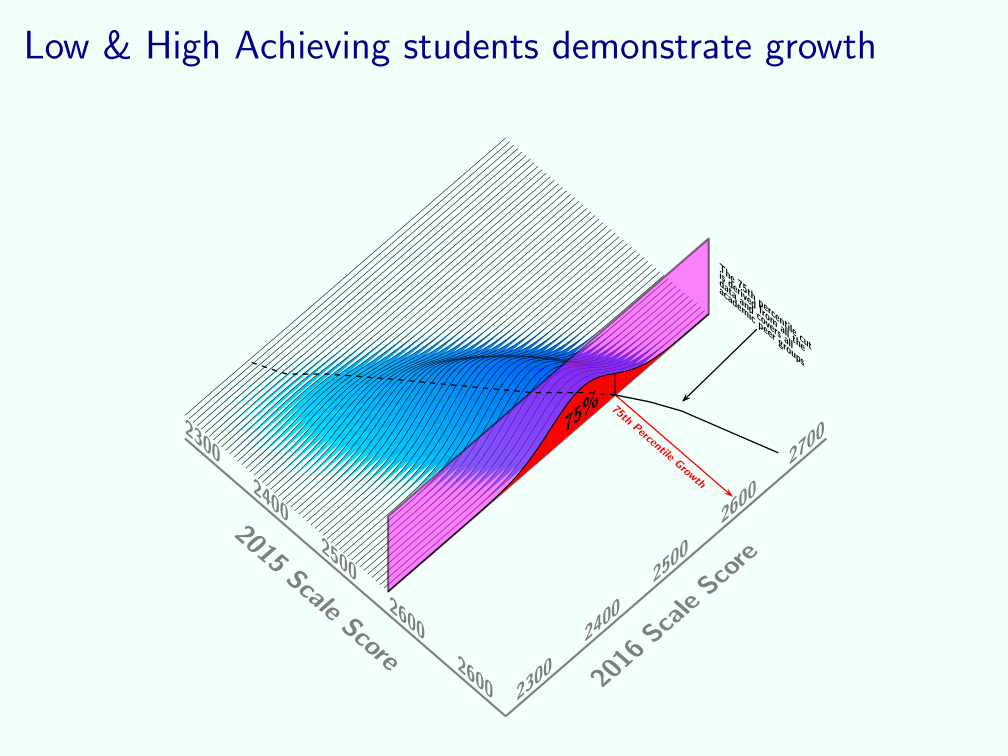 Low & High Achieving students demonstrate growth
The 75th percentile cut
is derived from all the
data and covers all
academic peer groups
75%
75th Percentile Growth
2300
2400
2500
2600
2600
2015 Scale Score
2300
2400
2500
2600
2700
2016 Scale Score